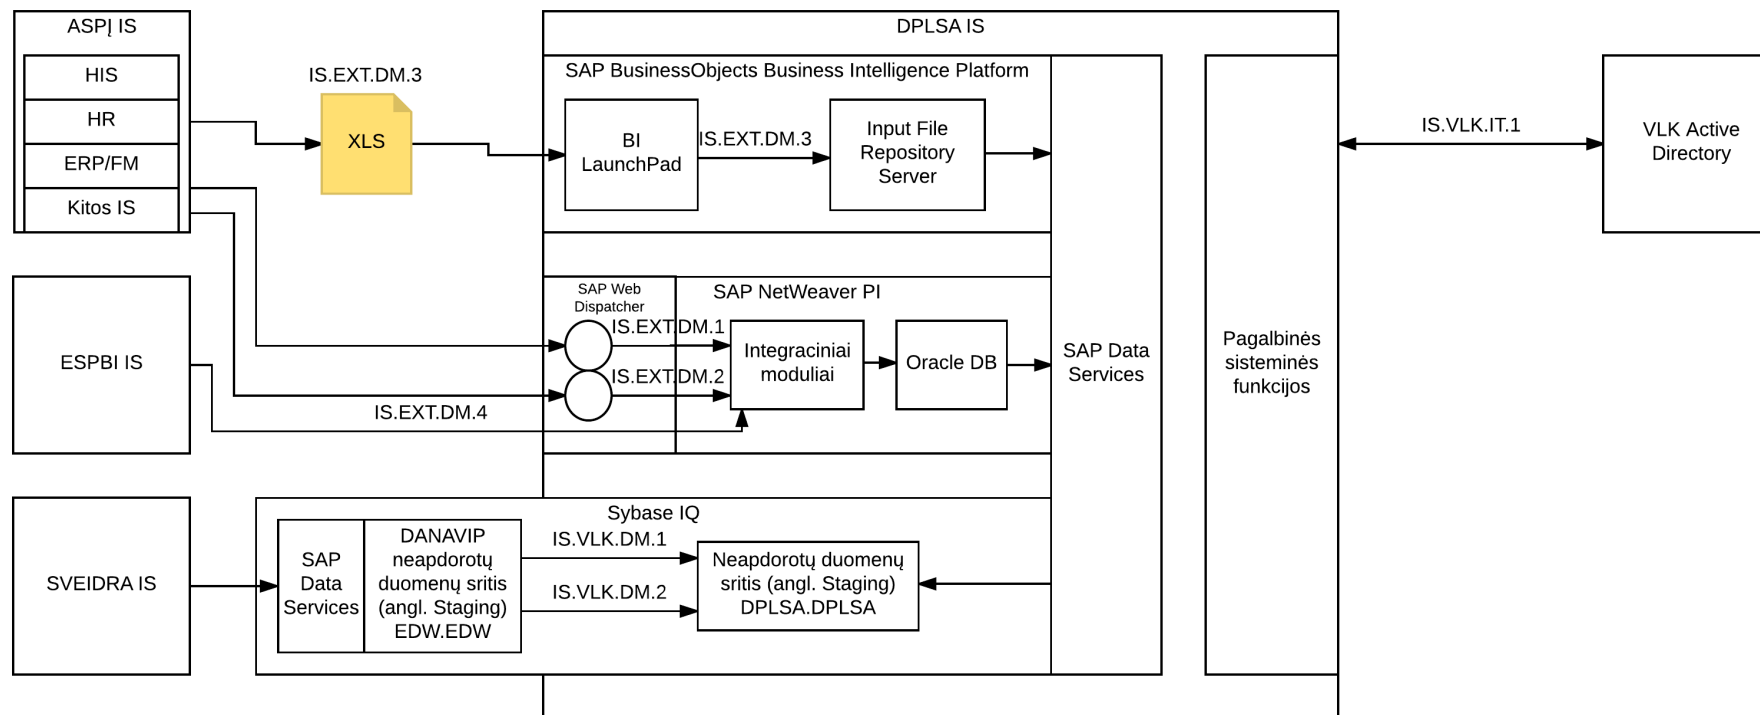 ASPĮ IS
HIS
HR
ERP/FM
Kitos IS
IS.EXT.DM.3
XLS
DPLSA IS
SAP BusinessObjects Business Intelligence Platform
BI
LaunchPad
IS.EXT.DM.3
Input File
Repository
Server
IS.VLK.IT.1
VLK Active
Directory
ESPBI IS
SAP Web
Dispatcher
SAP NetWeaver PI
IS.EXT.DM.1
IS.EXT.DM.2
IS.EXT.DM.4
Integraciniai
moduliai
Oracle DB
SAP Data
Services
Pagalbinės
sisteminės
funkcijos
SVEIDRA IS
Sybase IQ
SAP
Data
Services
DANAVIP
neapdorotų
duomenų sritis
(angl. Staging)
EDW.EDW
IS.VLK.DM.1
IS.VLK.DM.2
Neapdorotų duomenų
sritis (angl. Staging)
DPLSA.DPLSA